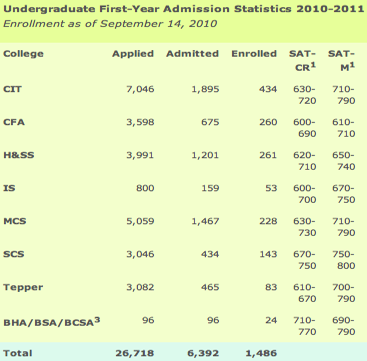 Undergraduate First-Year Admission Statistics 2010-2011
Enrollment as of September 14, 2010
College Applied Admitted Enrolled SAT-CR1 SAT-M1
CIT 7,046 1,895 434 630-720 710-790
CFA 3,598 675 260 600-690 610-710
H&SS 3,991 1,201 261 620-710 650-740
IS 800 159 53 600-700 670-750
MCS 5,059 1,467 228 630-730 710-790
SCS 3,046 434 143 670-750 750-800
Tepper 3,082 465 83 610-670 700-790
BHA/BSA/BCSA3 96 96 24 710-770 690-790
Total 26,718 6,392 1,486